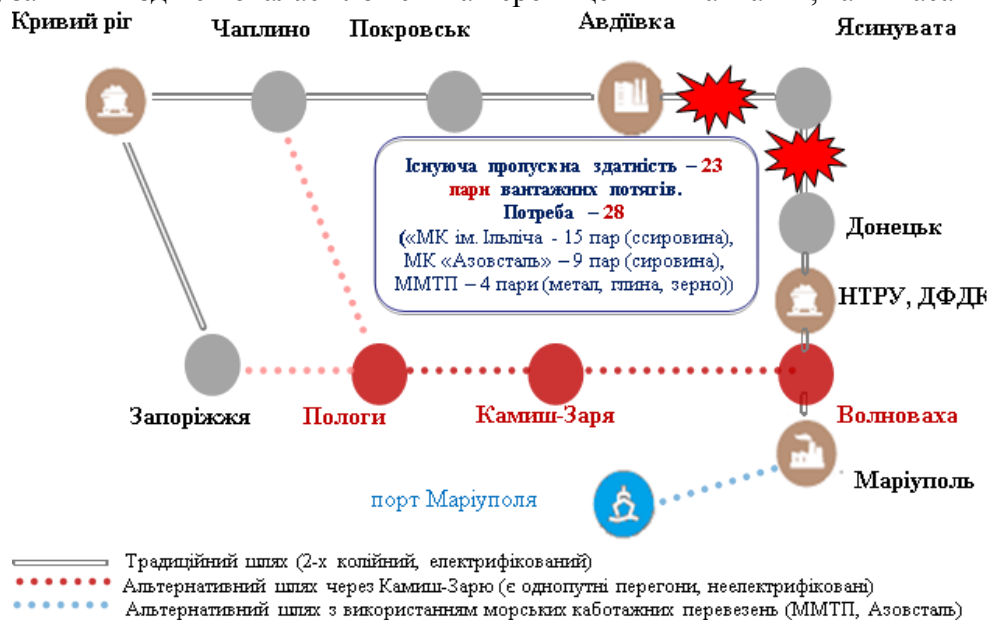 Кривий ріг
Чаплино
Покровськ
Авдіївка
Ясинувата
Існуюча пропускна здатність – 23
пари вантажних потягів.
Потреба – 28
(«МК ім. Ілліча - 15 пар (ссировина),
МК «Азовсталь» – 9 пар (сировина),
ММТП – 4 пари (метал, глина, зерно))
Донецьк
НТРУ, ДФДК
Запоріжжя
Пологи
Камиш-Заря
Волноваха
Маріуполь
порт Маріуполя
Традиційний шлях (2-х колійний, електрифікований)
Альтернативний шлях через Камиш-Зарю (є однопутні перегони, неелектрифіковані)
Альтернативний шлях з використанням морських каботажних перевезень (ММТП, Азовсталь)